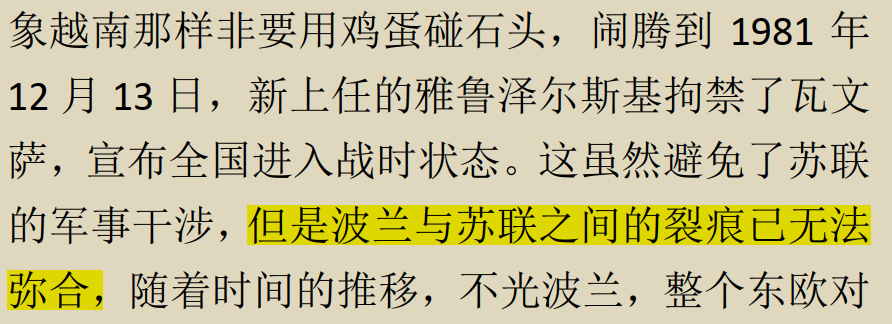 象越南那样非要用鸡蛋碰石头，闹腾到 1981 年
12 月 13 日，新上任的雅鲁泽尔斯基拘禁了瓦文
萨，宣布全国进入战时状态。这虽然避免了苏联
的军事干涉，但是波兰与苏联之间的裂痕已无法
弥合，随着时间的推移，不光波兰，整个东欧对